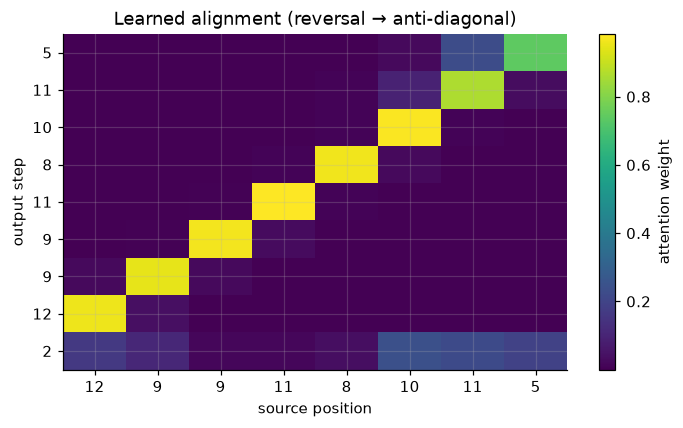 Learned alignment (reversal → anti-diagonal)
output step
5
11
10
8
11
9
9
12
2
12 9 9 11 8 10 11 5
source position
0.8
0.6
0.4
0.2
attention weight